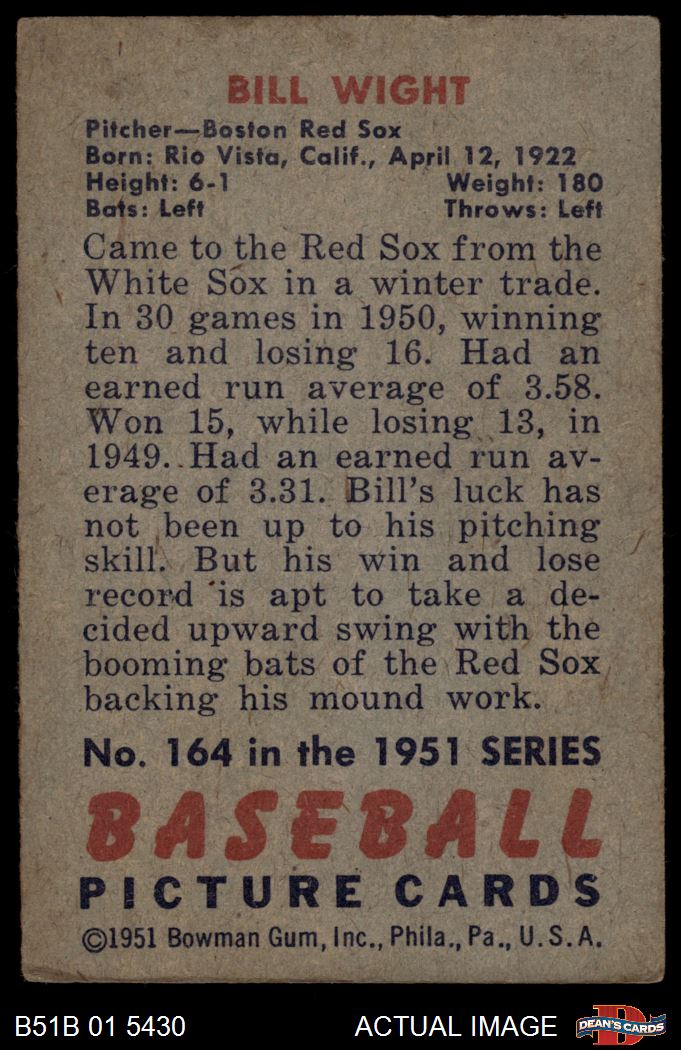 BILL WIGHT
Pitcher—Boston Red Sox
Born: Rio Vista, Calif., April 12, 1922
Height: 6-1 Weight: 180
Bats: Left Throws: Left
Came to the Red Sox from the
White Sox in a winter trade.
In 30 games in 1950, winning
ten and losing 16. Had an
earned run average of 3.58.
Won 15, while losing 13, in
1949. Had an earned run av-
erage of 3.31. Bill's luck has
not been up to his pitching
skill. But his win and lose
record is apt to take a de-
cided upward swing with the
booming bats of the Red Sox
backing his mound work.
No. 164 in the 1951 SERIES
BASEBALL
PICTURE CARDS
©1951 Bowman Gum, Inc., Phila., Pa., U.S.A.
B51B 01 5430 ACTUAL IMAGE D DEAN'S CARDS